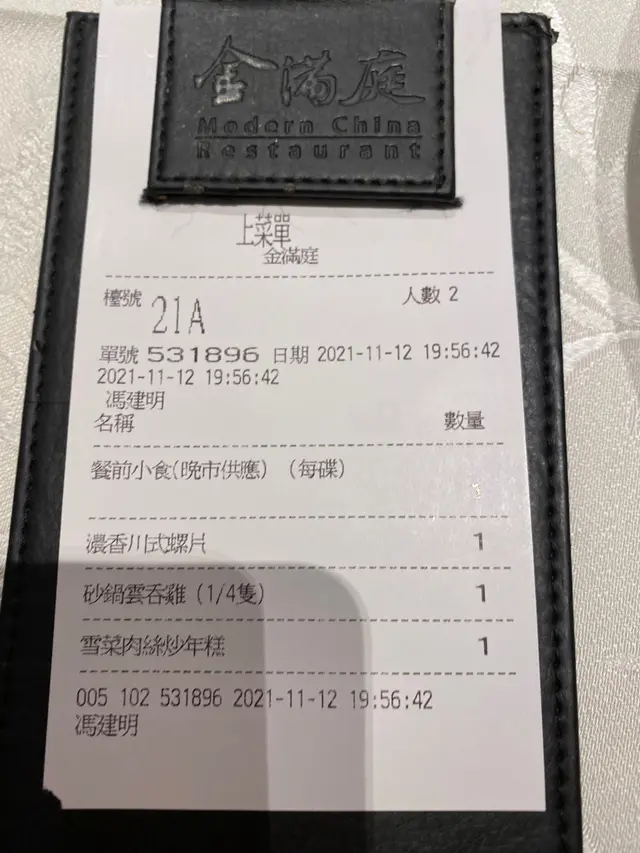 金滿庭
Modern China
Restaurant
上菜單
金滿庭
檯號 21A 人數 2
單號 531896 日期 2021-11-12 19:56:42
2021-11-12 19:56:42
馮建明
名稱 數量
餐前小食(晚市供應) (每碟)
1
濃香川式螺片 1
砂鍋雲吞雞 (1/4隻) 1
雪菜肉絲炒年糕 1
005 102 531896 2021-11-12 19:56:42
馮建明